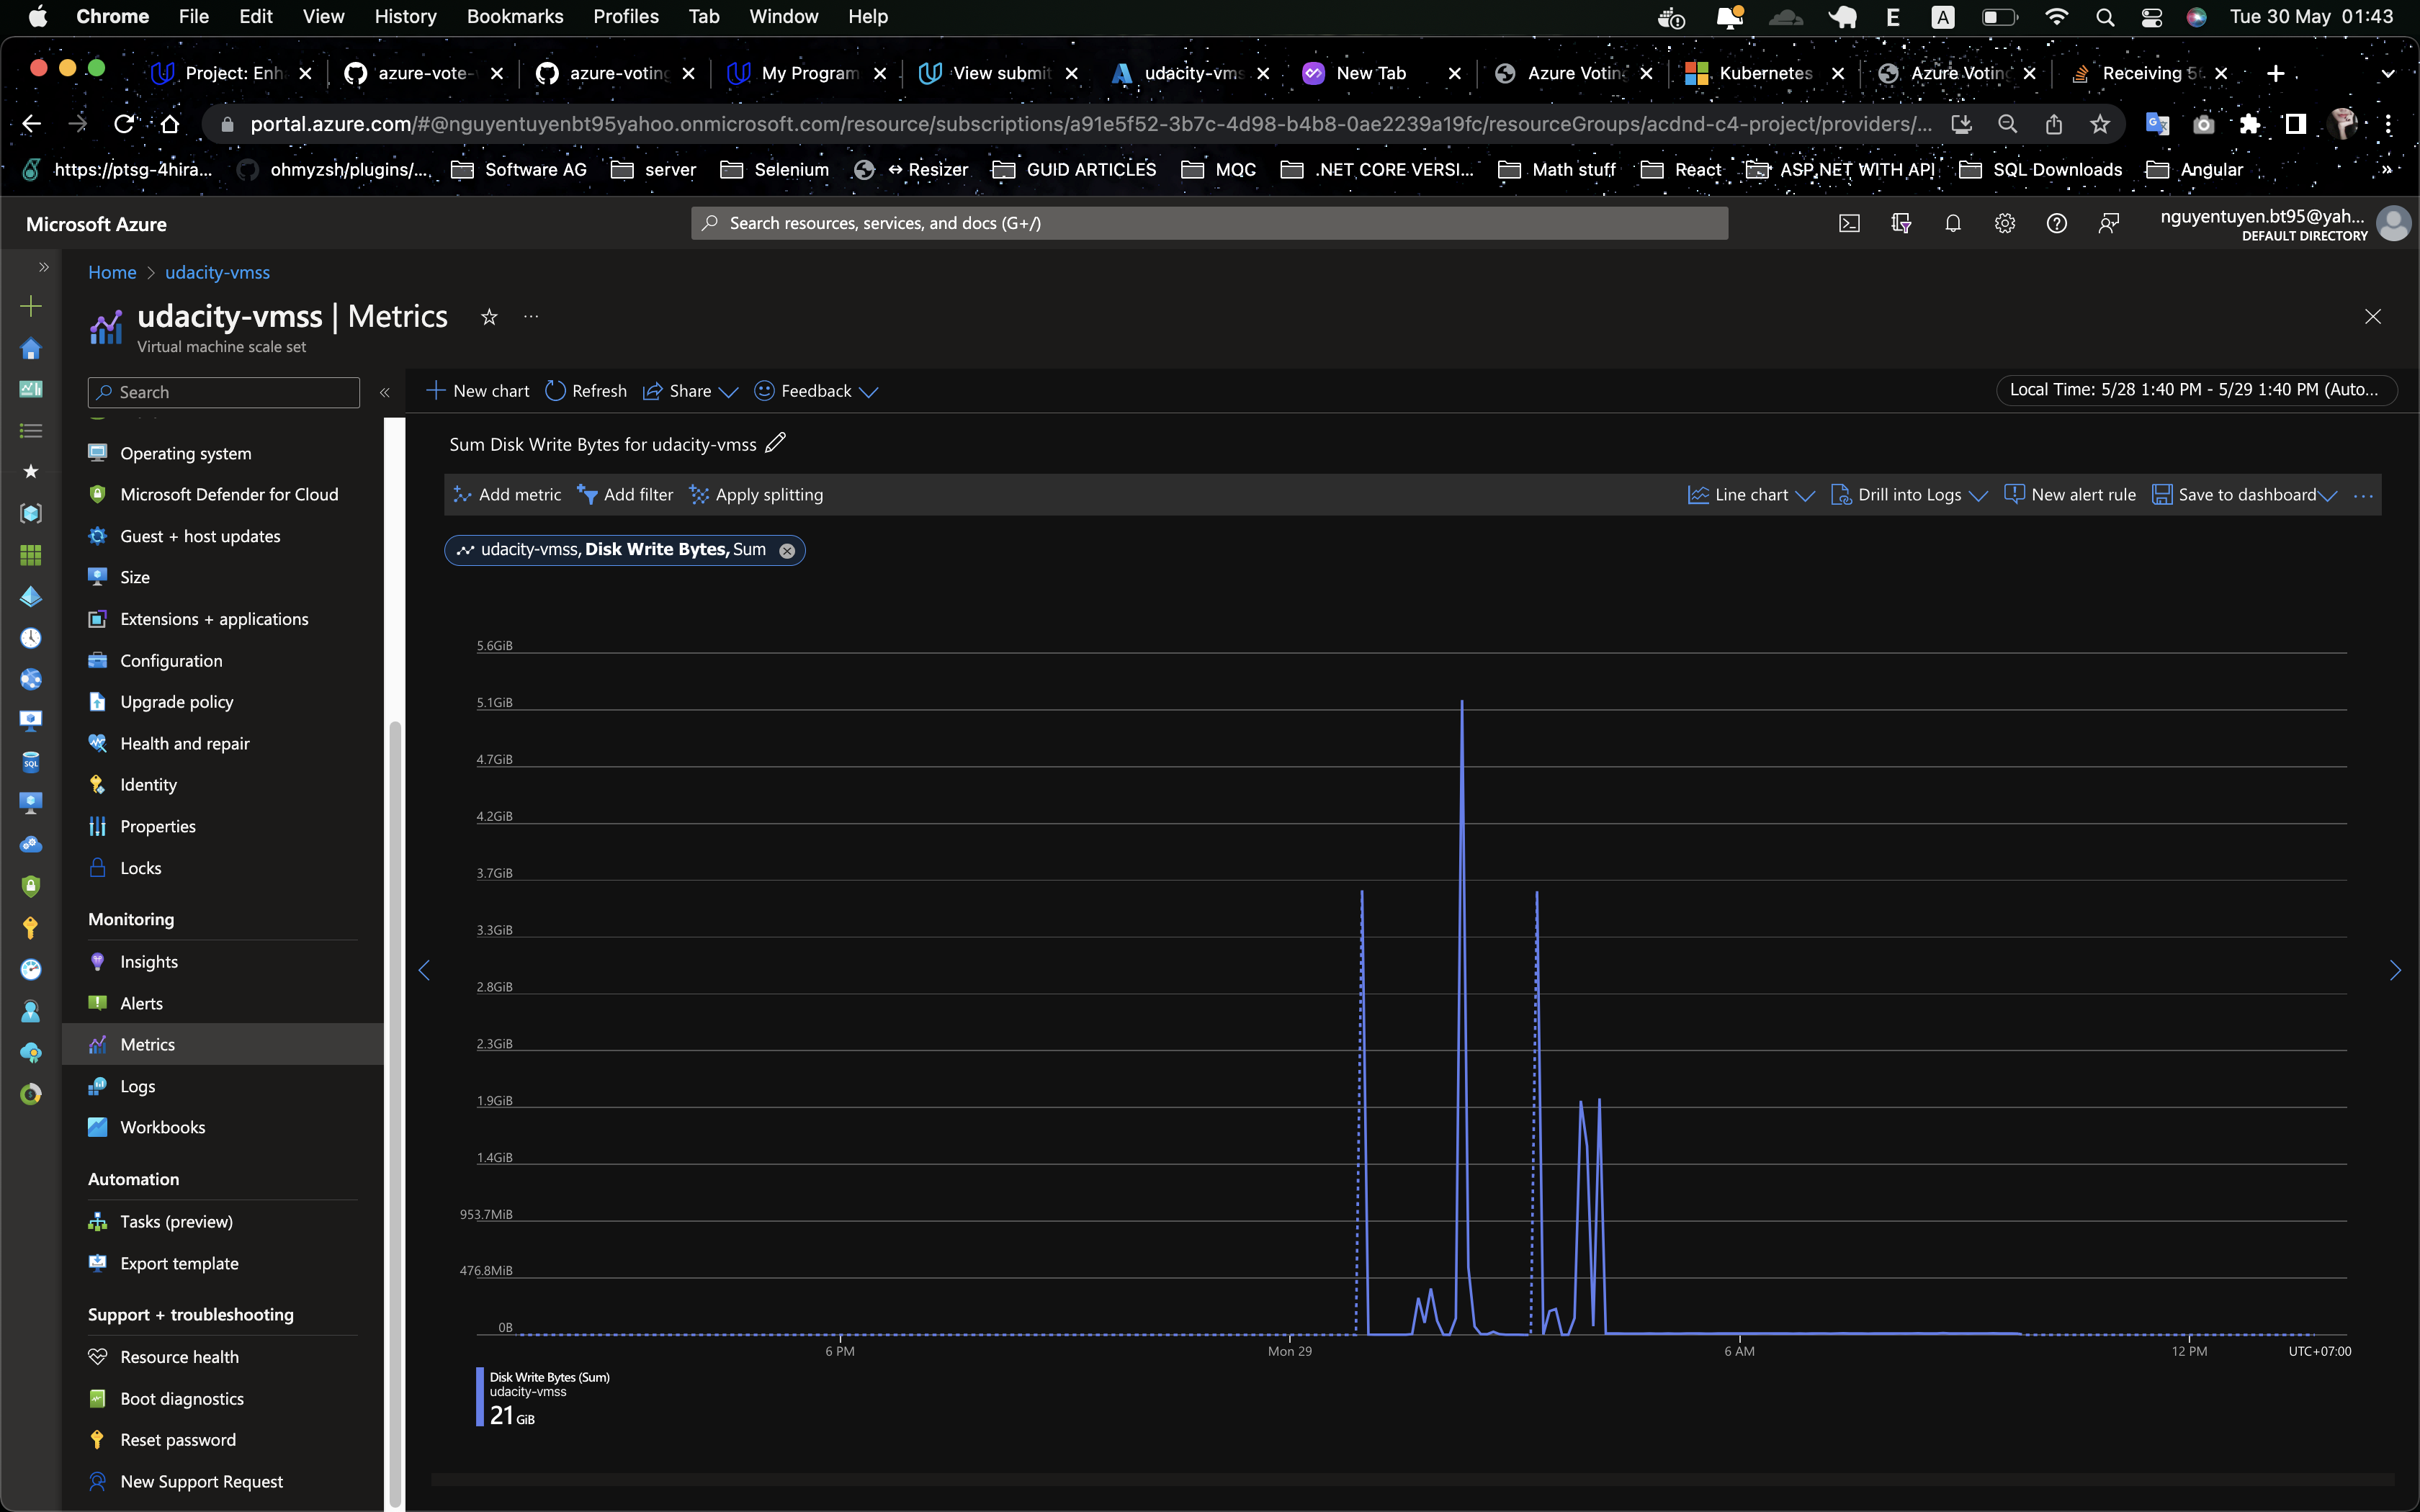 Chrome File Edit View History Bookmarks Profiles Tab Window Help E A Tue 30 May 01:43
Project: Enh azure-vote- azure-voting My Program View submit udacity-vms New Tab Azure Voting Kubernetes Azure Voting Receiving 5
portal.azure.com/#@nguyentuyenbt95yahoo.onmicrosoft.com/resource/subscriptions/a91e5f52-3b7c-4d98-b4b8-0ae2239a19fc/resourceGroups/acdnd-c4-project/providers/...
https://ptsg-4hira... ohmyzsh/plugins/... Software AG server Selenium ↔ Resizer GUID ARTICLES MQC .NET CORE VERSI... Math stuff React ASP.NET WITH API SQL Downloads Angular »
Microsoft Azure
Search resources, services, and docs (G+/)
nguyentuyen.bt95@yah...
DEFAULT DIRECTORY
Home > udacity-vmss
udacity-vmss | Metrics
Virtual machine scale set
Search
New chart Refresh Share Feedback
Local Time: 5/28 1:40 PM - 5/29 1:40 PM (Auto...
Operating system
Microsoft Defender for Cloud
Guest + host updates
Size
Extensions + applications
Configuration
Upgrade policy
Health and repair
Identity
Properties
Locks
Monitoring
Insights
Alerts
Metrics
Logs
Workbooks
Automation
Tasks (preview)
Export template
Support + troubleshooting
Resource health
Boot diagnostics
Reset password
New Support Request
Sum Disk Write Bytes for udacity-vmss
Add metric Add filter Apply splitting
Line chart Drill into Logs New alert rule Save to dashboard ...
udacity-vmss, Disk Write Bytes, Sum
5.6GiB
5.1GiB
4.7GiB
4.2GiB
3.7GiB
3.3GiB
2.8GiB
2.3GiB
1.9GiB
1.4GiB
953.7MiB
476.8MiB
0B
6 PM Mon 29 6 AM 12 PM UTC+07:00
Disk Write Bytes (Sum)
udacity-vmss
21 GiB